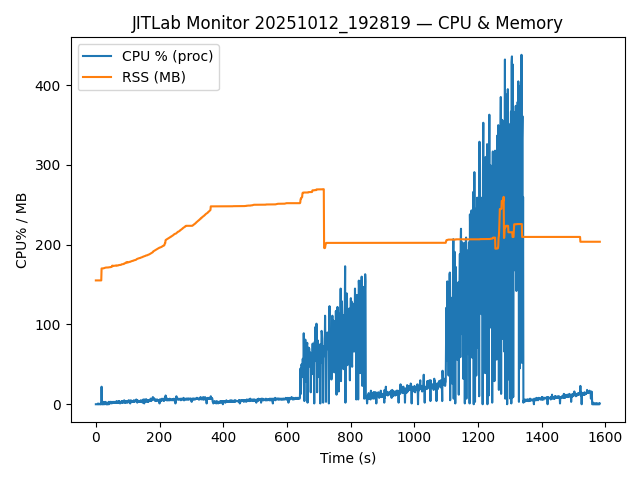 JITLab Monitor 20251012_192819 — CPU & Memory
CPU % (proc)
RSS (MB)
CPU% / MB
400
300
200
100
0
0 200 400 600 800 1000 1200 1400 1600
Time (s)